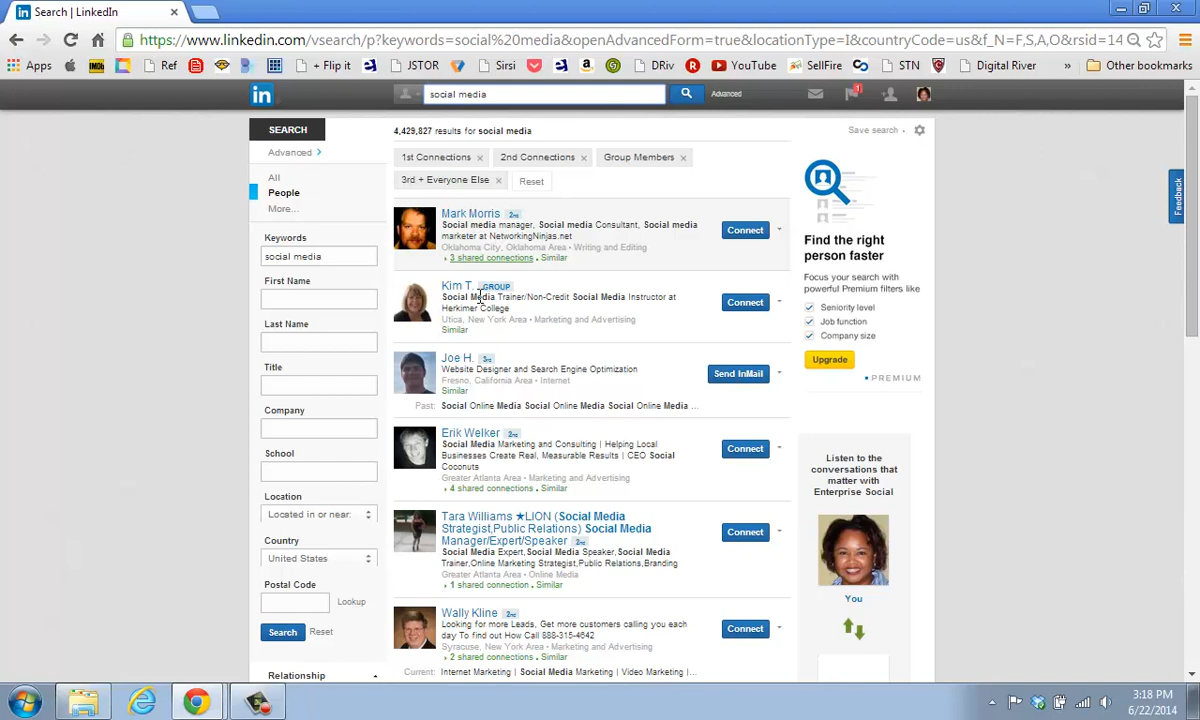 Search | LinkedIn
https://www.linkedin.com/vsearch/p?keywords=social%20media&openAdvancedForm=true&locationType=I&countryCode=us&f_N=F,S,A,O&rsid=14
Apps Ref + Flip it JSTOR Sirsi DRiv YouTube SellFire STN Digital River » Other bookmarks
in social media Advanced 1
SEARCH
Advanced >
All
People
More...
Keywords
social media
First Name
Last Name
Title
Company
School
Location
Located in or near:
Country
United States
Postal Code
Lookup
Search Reset
Relationship
4,429,827 results for social media
Save search
1st Connections × 2nd Connections × Group Members ×
3rd + Everyone Else × Reset
Mark Morris 2nd
Social media manager, Social media Consultant, Social media
marketer at NetworkingNinjas.net
Oklahoma City, Oklahoma Area • Writing and Editing
3 shared connections • Similar
Connect
Kim T. GROUP
Social Media Trainer/Non-Credit Social Media Instructor at
Herkimer College
Utica, New York Area • Marketing and Advertising
Similar
Connect
Joe H. 3rd
Website Designer and Search Engine Optimization
Fresno, California Area • Internet
Similar
Past: Social Online Media Social Online Media Social Online Media ...
Send InMail
Erik Welker 2nd
Social Media Marketing and Consulting | Helping Local
Businesses Create Real, Measurable Results | CEO Social
Coconuts
Greater Atlanta Area • Marketing and Advertising
4 shared connections • Similar
Connect
Tara Williams ★LION (Social Media
Strategist,Public Relations) Social Media
Manager/Expert/Speaker 2nd
Social Media Expert,Social Media Speaker,Social Media
Trainer,Online Marketing Strategist,Public Relations,Branding
Greater Atlanta Area • Online Media
1 shared connection • Similar
Connect
Wally Kline 2nd
Looking for more Leads, Get more customers calling you each
day To find out How Call 888-315-4642
Syracuse, New York Area • Marketing and Advertising
2 shared connections • Similar
Current: Internet Marketing | Social Media Marketing | Video Marketing |...
Connect
Find the right
person faster
Focus your search with
powerful Premium filters like
Seniority level
Job function
Company size
Upgrade
PREMIUM
Listen to the
conversations that
matter with
Enterprise Social
You
Feedback
3:18 PM
6/22/2014